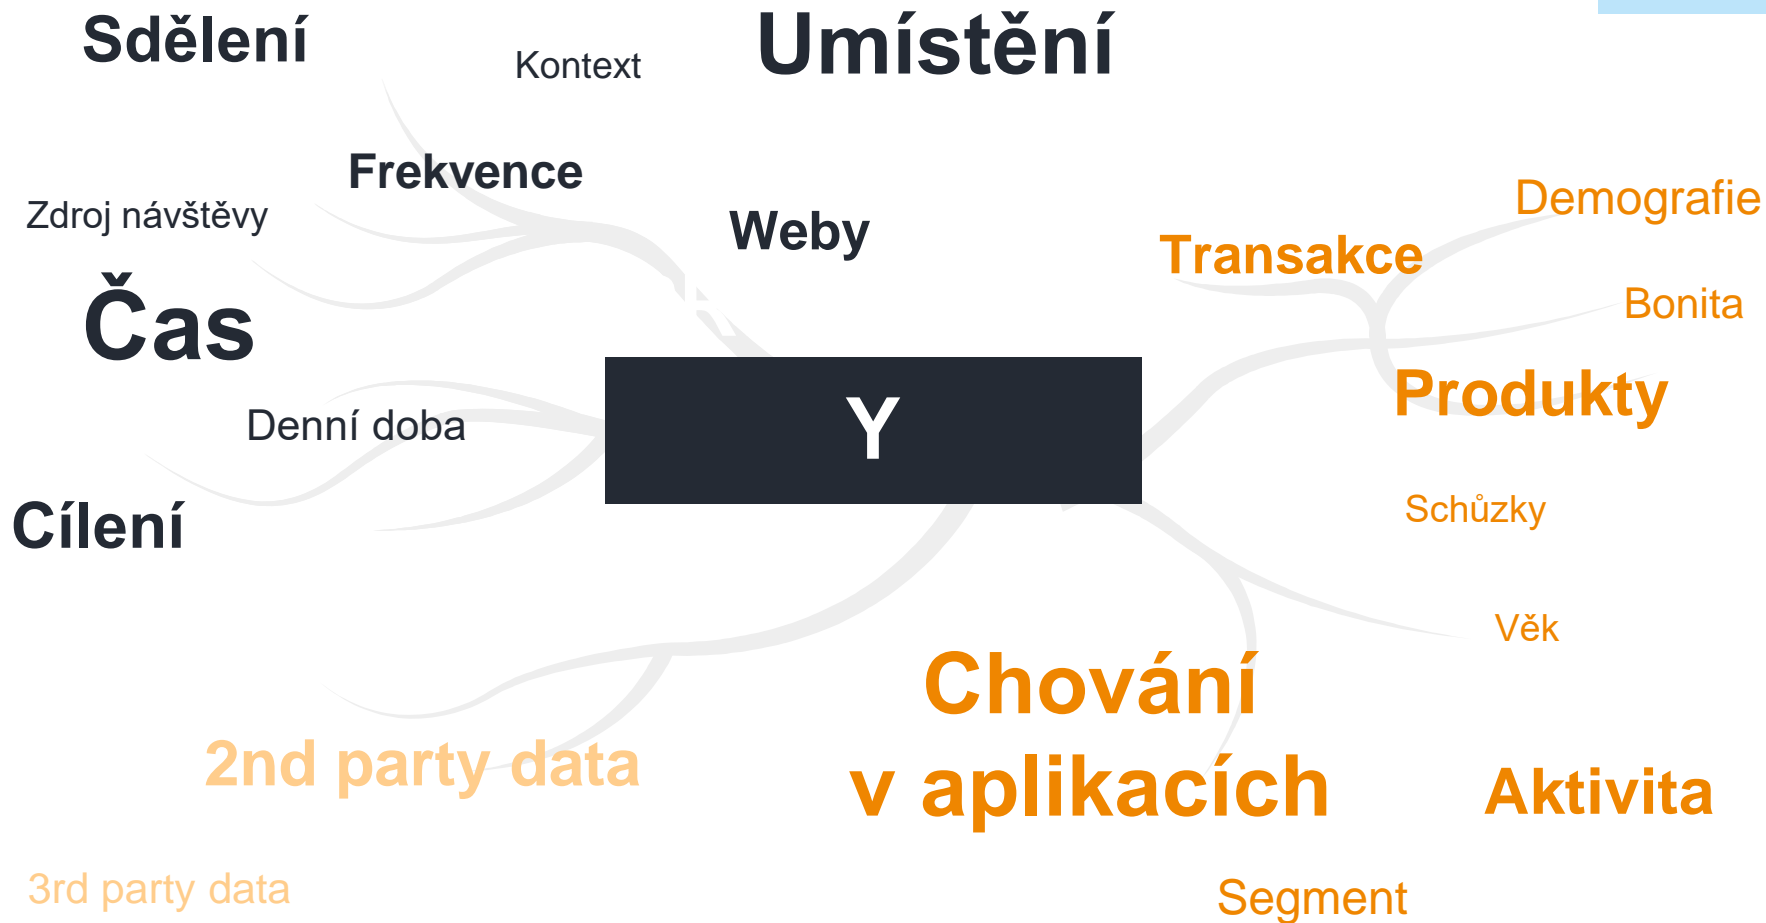 Sdělení
Kontext
Umístění
Frekvence
Zdroj návštěvy
Weby
Demografie
Transakce
Čas
Bonita
Produkty
Denní doba
Y
Cílení
Schůzky
Věk
Chování
v aplikacích
2nd party data
Aktivita
3rd party data
Segment